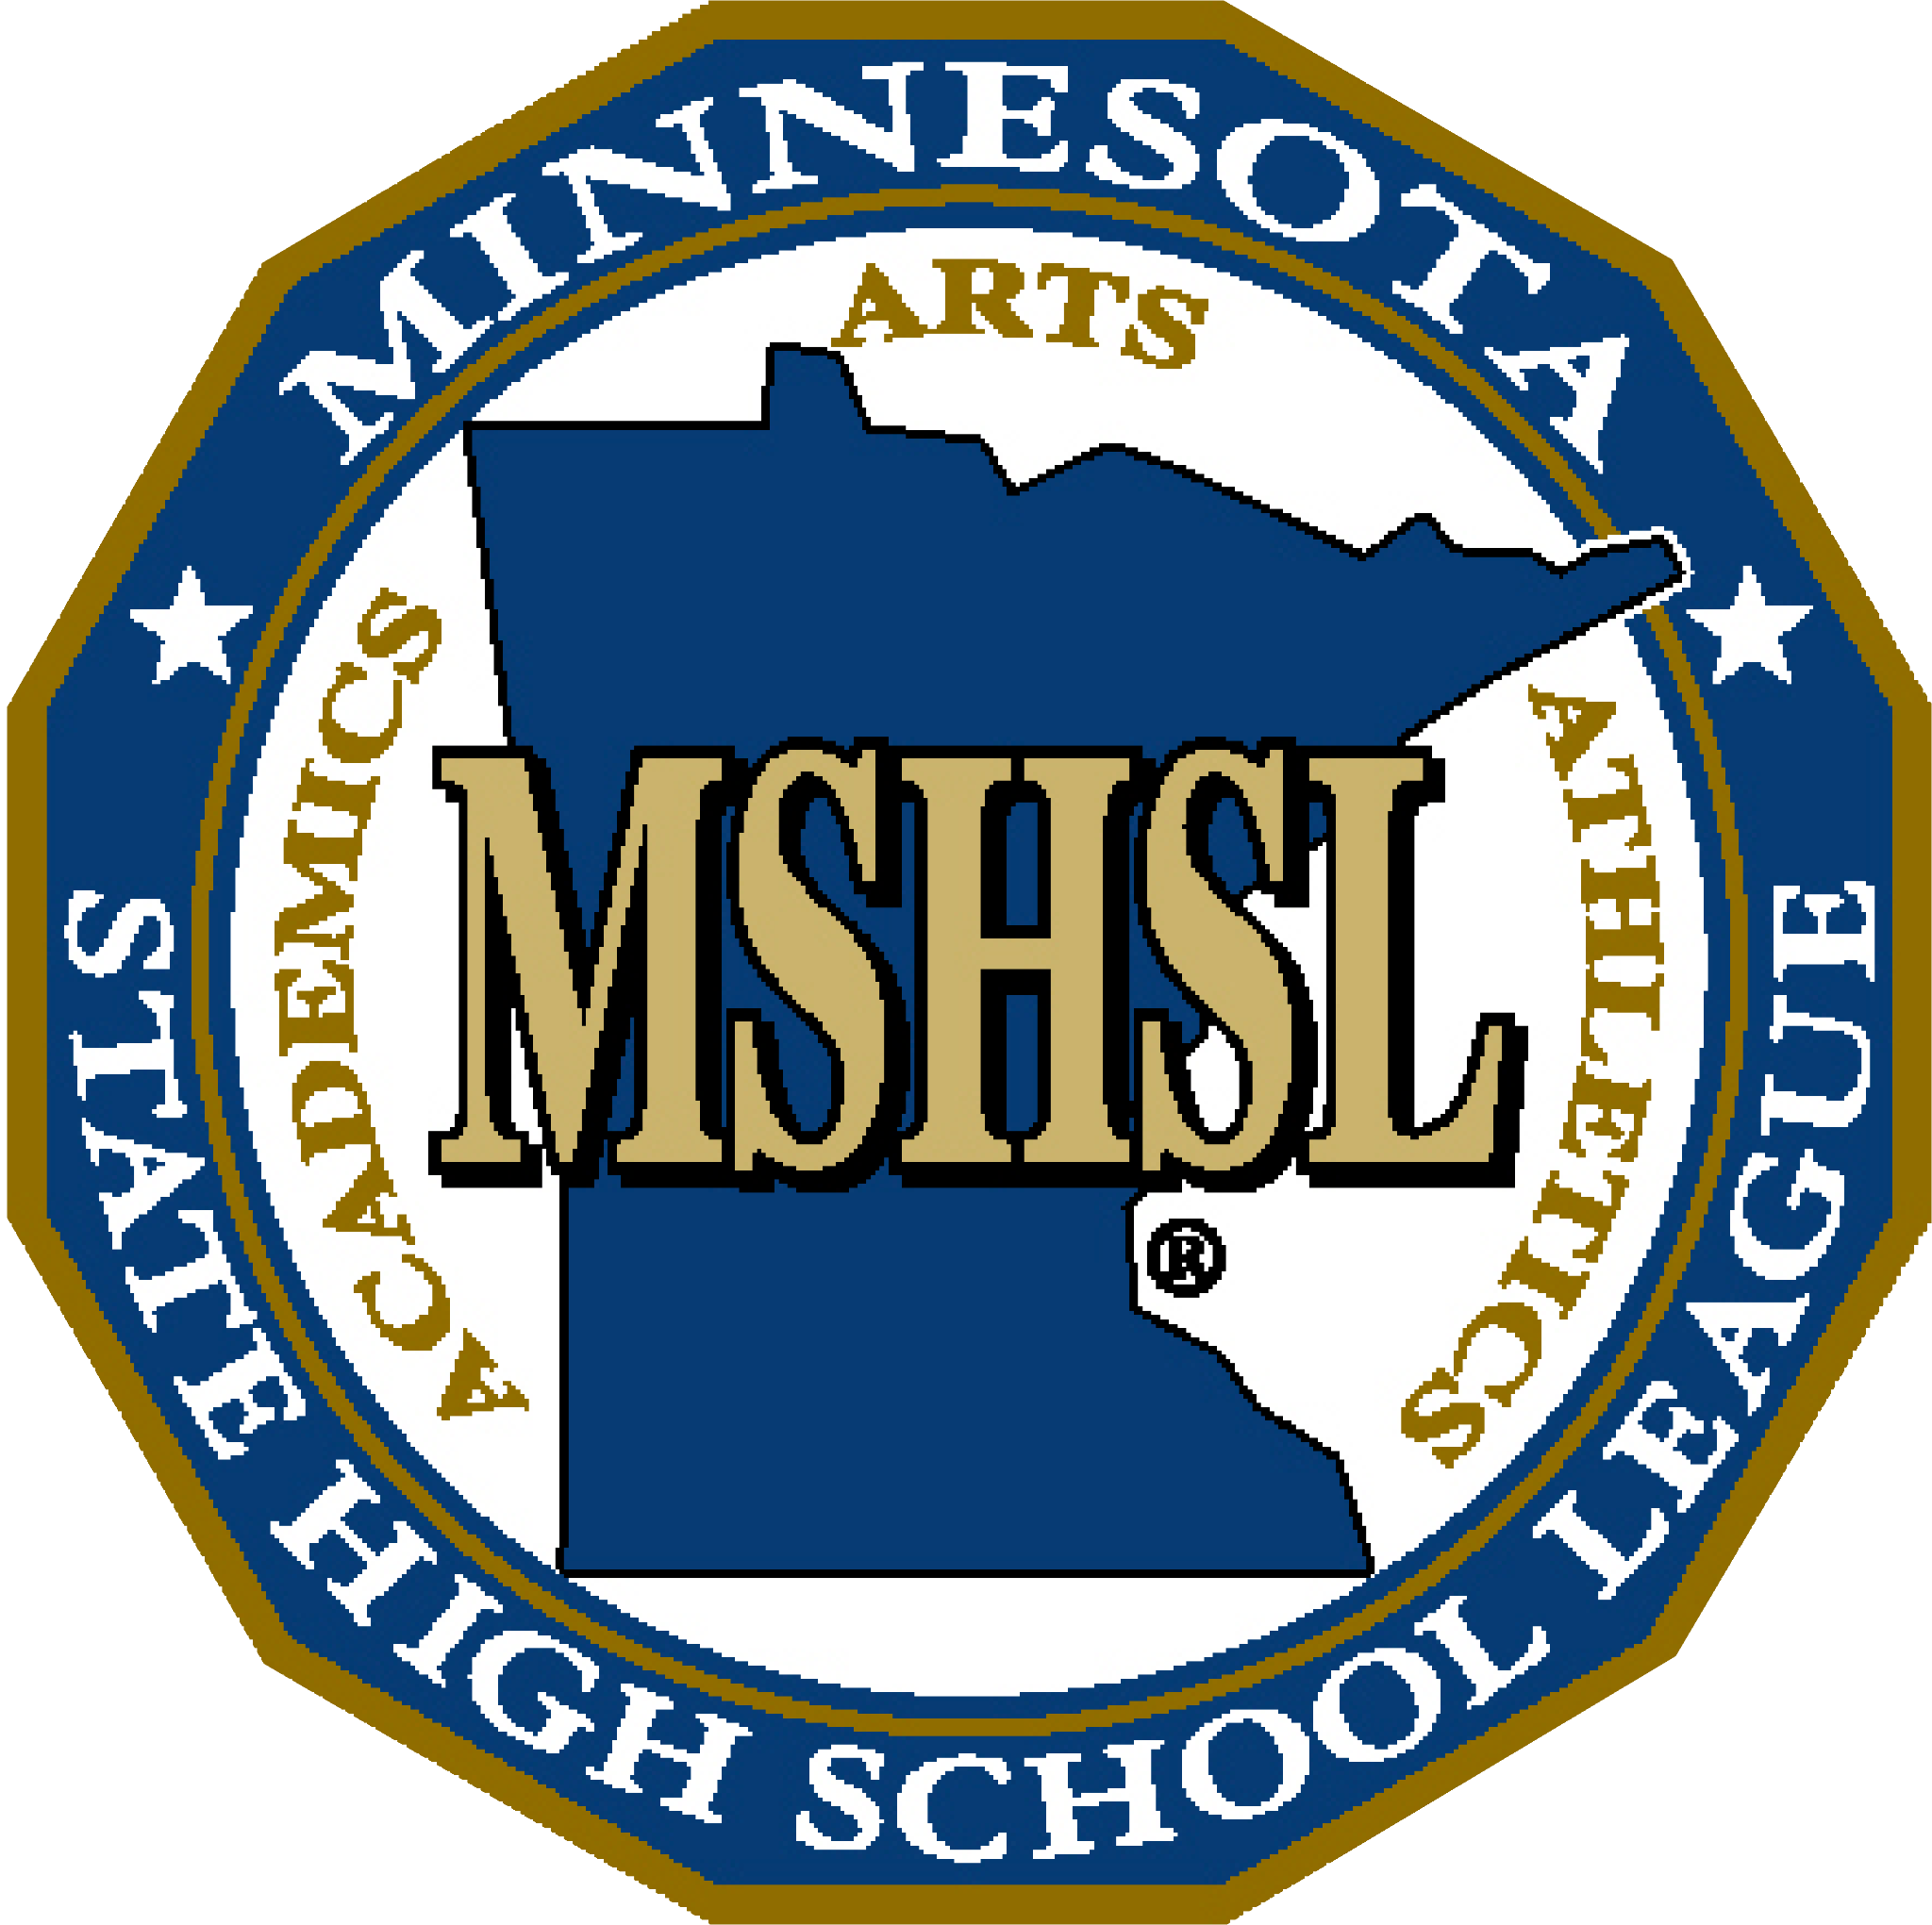 MINNESOTA
ARTS
ACADEMICS
ATHLETICS
MSHSL
®
STATE HIGH SCHOOL LEAGUE